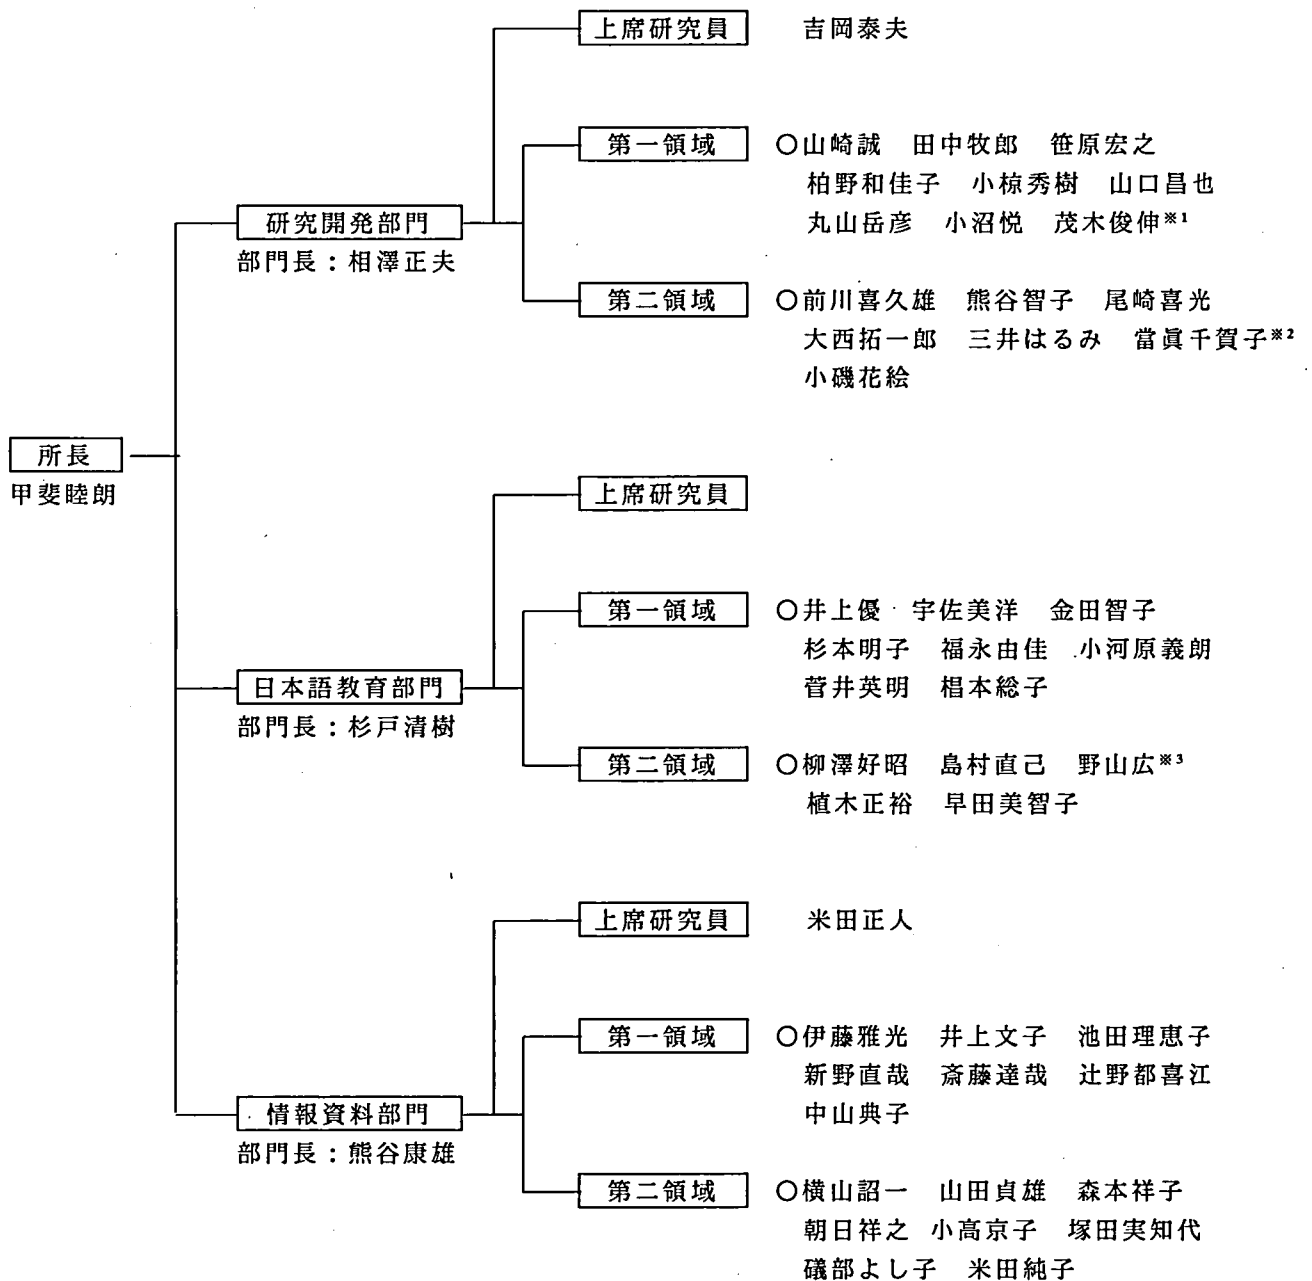 上席研究員 吉岡泰夫
第一領域 ○山崎誠 田中牧郎 笹原宏之
柏野和佳子 小椋秀樹 山口昌也
研究開発部門 丸山岳彦 小沼悦 茂木俊伸※1
部門長：相澤正夫
第二領域 ○前川喜久雄 熊谷智子 尾崎喜光
大西拓一郎 三井はるみ 當眞千賀子※2
小磯花絵
所長
甲斐睦朗
上席研究員
第一領域 ○井上優 宇佐美洋 金田智子
杉本明子 福永由佳 小河原義朗
日本語教育部門 菅井英明 椙本総子
部門長：杉戸清樹
第二領域 ○柳澤好昭 島村直己 野山広※3
植木正裕 早田美智子
上席研究員 米田正人
第一領域 ○伊藤雅光 井上文子 池田理恵子
新野直哉 斎藤達哉 辻野都喜江
情報資料部門 中山典子
部門長：熊谷康雄
第二領域 ○横山詔一 山田貞雄 森本祥子
朝日祥之 小高京子 塚田実知代
礒部よし子 米田純子